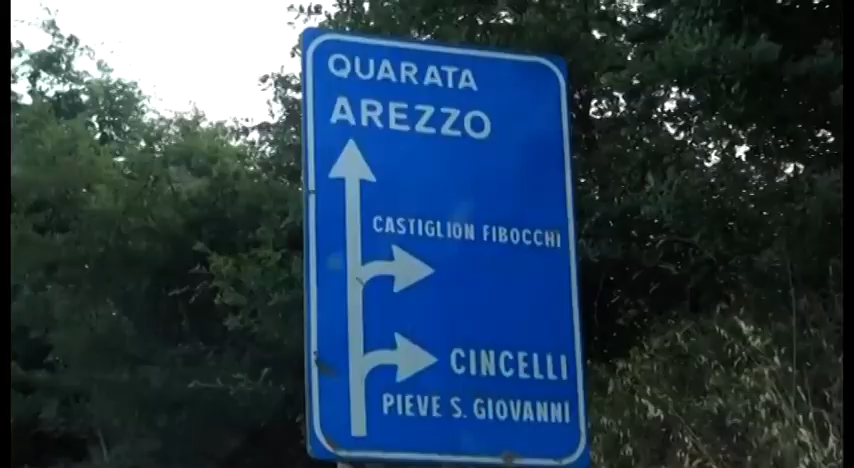 QUARATA
AREZZO
CASTIGLION FIBOCCHI
CINCELLI
PIEVE S. GIOVANNI